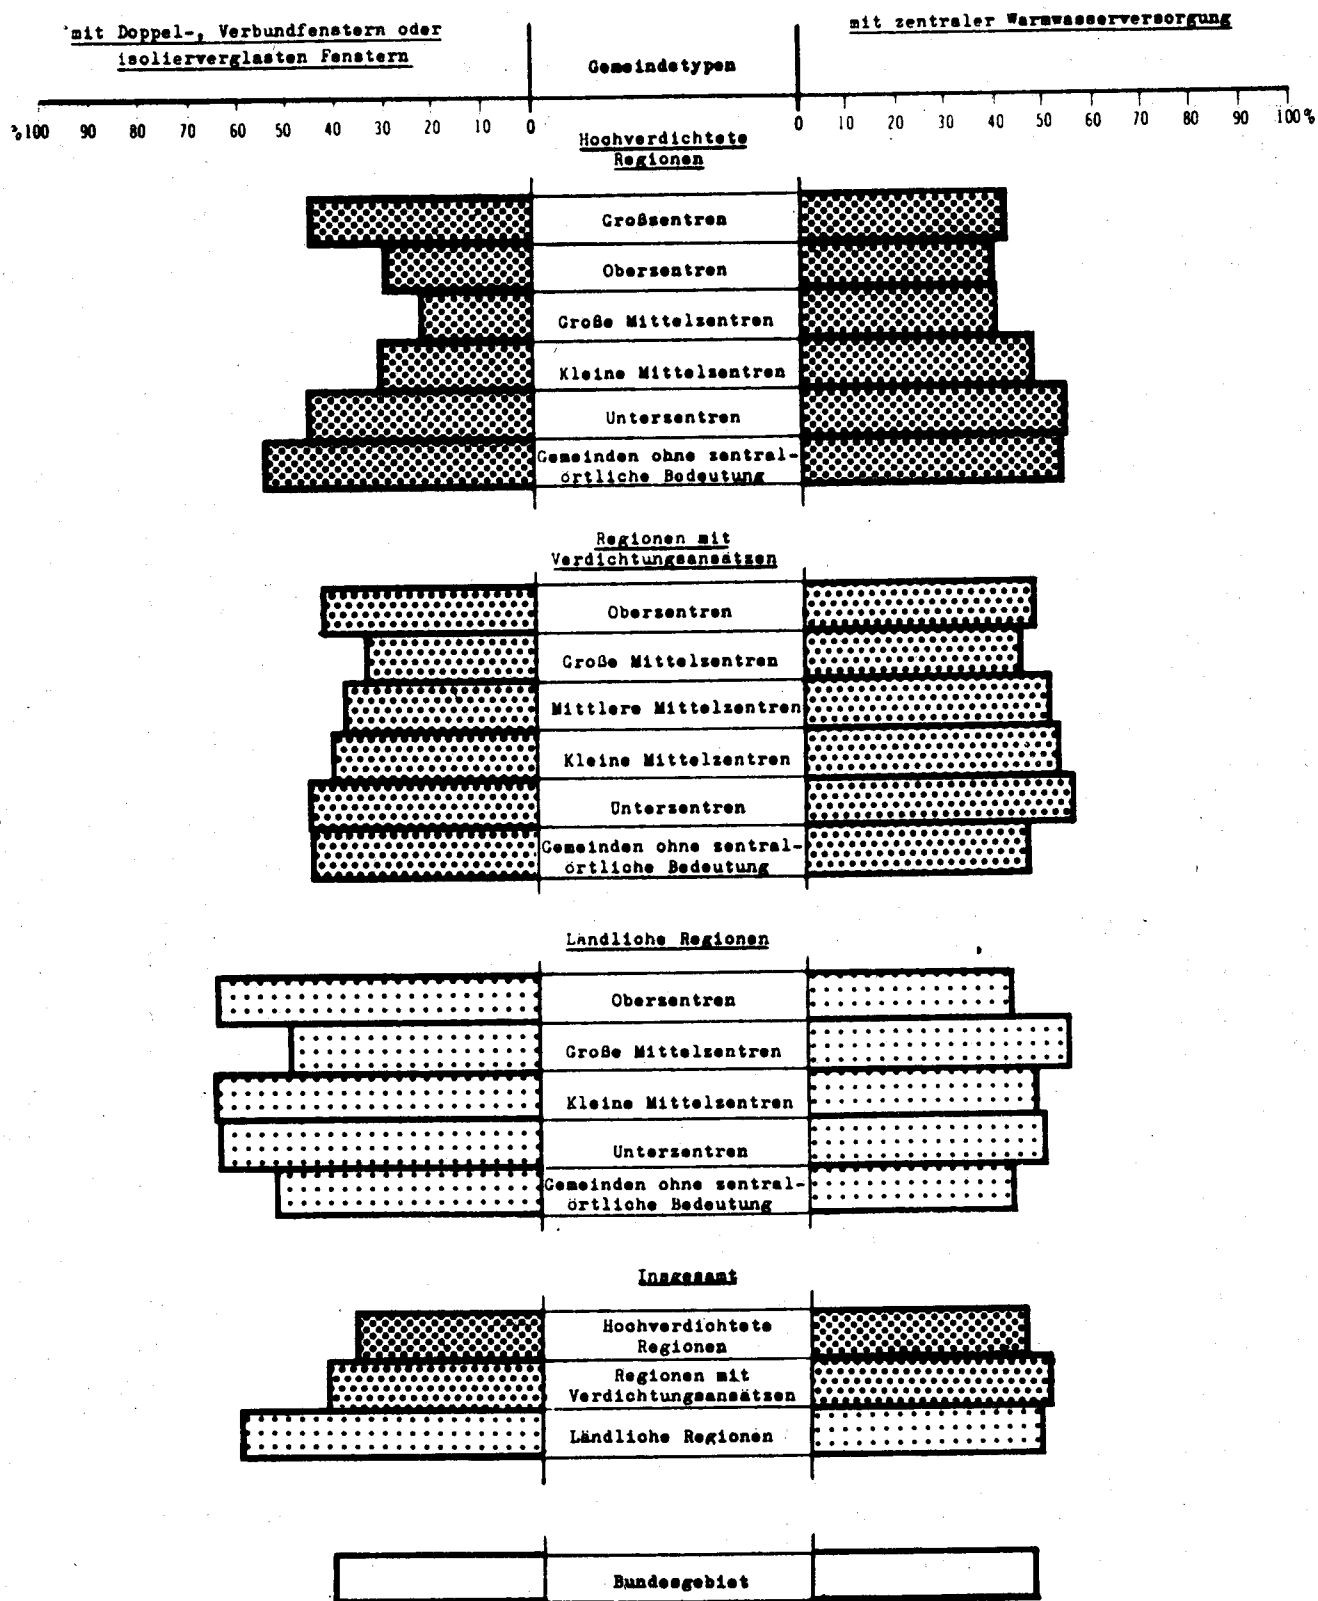 mit Doppel-, Verbundfenstern oder
isolierverglasten Fenstern
Gemeindetypen
mit zentraler Warmwasserversorgung
%100 90 80 70 60 50 40 30 20 10 0
0 10 20 30 40 50 60 70 80 90 100%
Hochverdichtete
Regionen
Großzentren
Oberzentren
Große Mittelzentren
Kleine Mittelzentren
Unterzentren
Gemeinden ohne zentral-
örtliche Bedeutung
Regionen mit
Verdichtungsansätzen
Oberzentren
Große Mittelzentren
Mittlere Mittelzentren
Kleine Mittelzentren
Unterzentren
Gemeinden ohne zentral-
örtliche Bedeutung
Ländliche Regionen
Oberzentren
Große Mittelzentren
Kleine Mittelzentren
Unterzentren
Gemeinden ohne zentral-
örtliche Bedeutung
Insgesamt
Hochverdichtete
Regionen
Regionen mit
Verdichtungsansätzen
Ländliche Regionen
Bundesgebiet